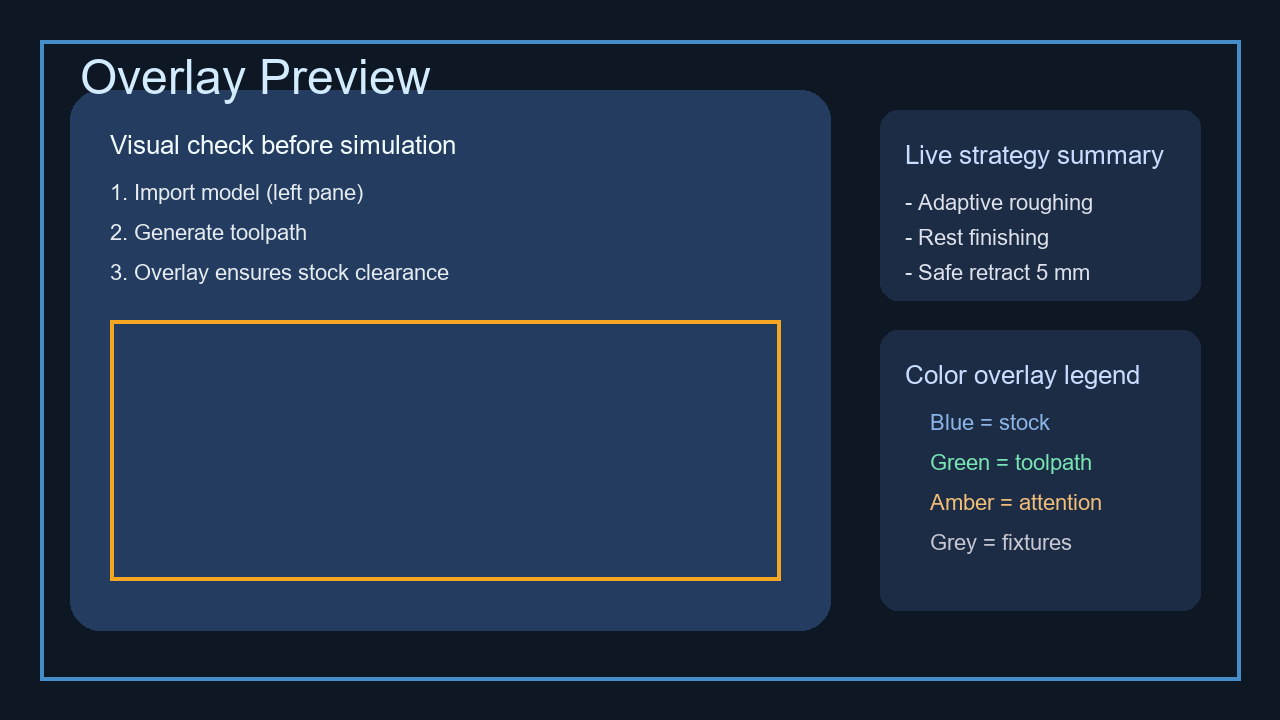 Overlay Preview
Visual check before simulation
1. Import model (left pane)
2. Generate toolpath
3. Overlay ensures stock clearance
Live strategy summary
- Adaptive roughing
- Rest finishing
- Safe retract 5 mm
Color overlay legend
Blue = stock
Green = toolpath
Amber = attention
Grey = fixtures